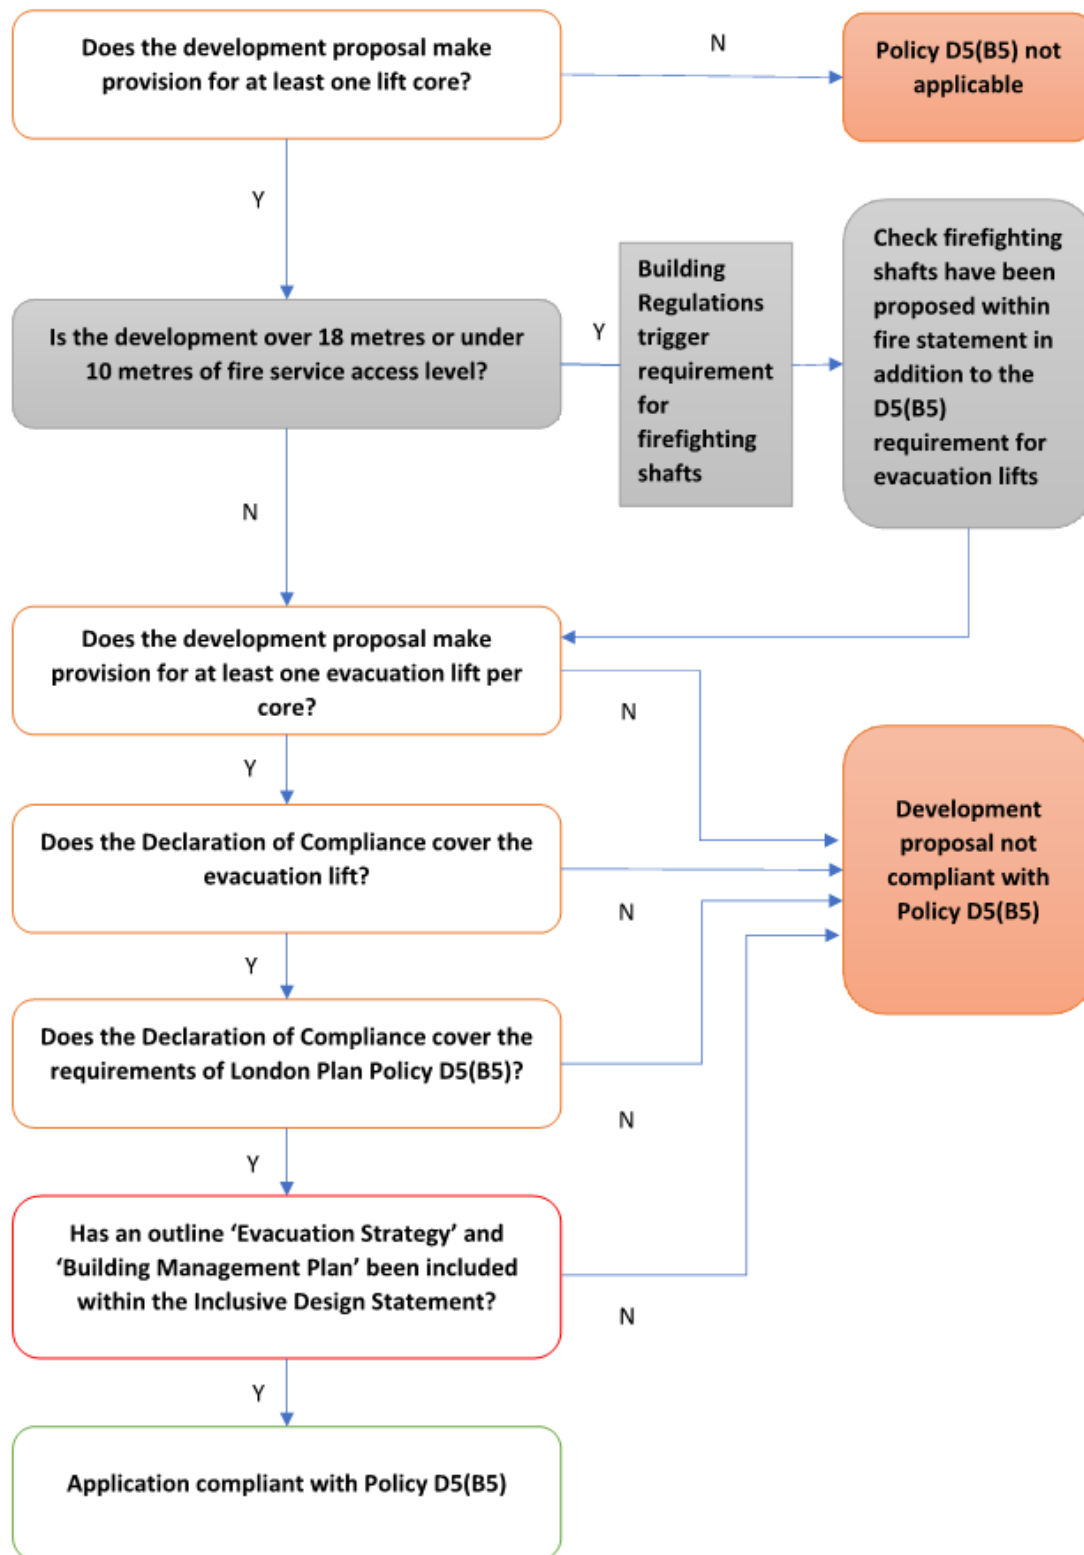 Does the development proposal make
provision for at least one lift core?
N
Policy D5(B5) not
applicable
Y
Is the development over 18 metres or under
10 metres of fire service access level?
Y
Building
Regulations
trigger
requirement
for
firefighting
shafts
Check firefighting
shafts have been
proposed within
fire statement in
addition to the
D5(B5)
requirement for
evacuation lifts
N
Does the development proposal make
provision for at least one evacuation lift per
core?
N
Y
Does the Declaration of Compliance cover the
evacuation lift?
N
Development
proposal not
compliant with
Policy D5(B5)
Y
Does the Declaration of Compliance cover the
requirements of London Plan Policy D5(B5)?
N
Y
Has an outline ‘Evacuation Strategy’ and
‘Building Management Plan’ been included
within the Inclusive Design Statement?
N
Y
Application compliant with Policy D5(B5)